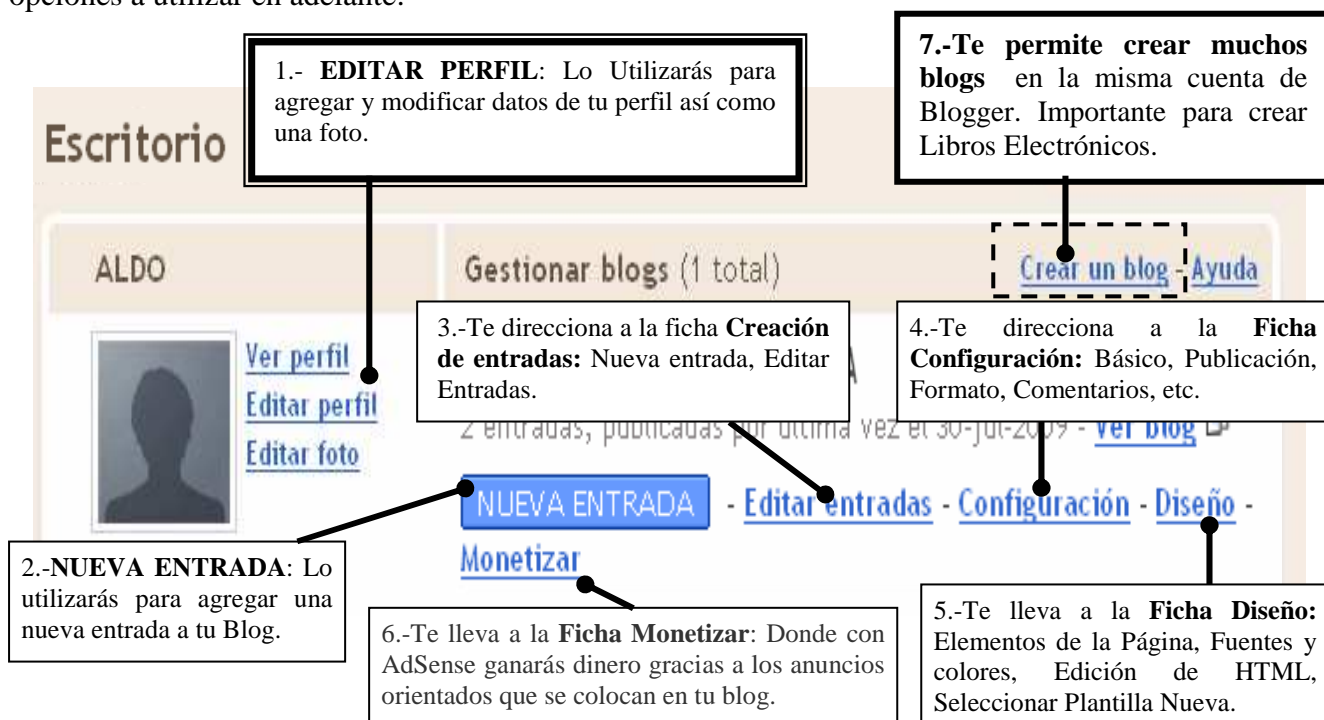 opciones a utilizar en adelante.
1.- EDITAR PERFIL: Lo Utilizarás para
agregar y modificar datos de tu perfil así como
una foto.
7.-Te permite crear muchos
blogs en la misma cuenta de
Blogger. Importante para crear
Libros Electrónicos.
Escritorio
ALDO
Gestionar blogs (1 total)
Crear un blog - Ayuda
3.-Te direcciona a la ficha Creación
de entradas: Nueva entrada, Editar
Entradas.
4.-Te direcciona a la Ficha
Configuración: Básico, Publicación,
Formato, Comentarios, etc.
Ver perfil
Editar perfil
Editar foto
A
2 entradas, publicadas por última vez el 30-jul-2009 - Ver blog
NUEVA ENTRADA - Editar entradas - Configuración - Diseño -
Monetizar
2.-NUEVA ENTRADA: Lo
utilizarás para agregar una
nueva entrada a tu Blog.
6.-Te lleva a la Ficha Monetizar: Donde con
AdSense ganarás dinero gracias a los anuncios
orientados que se colocan en tu blog.
5.-Te lleva a la Ficha Diseño:
Elementos de la Página, Fuentes y
colores, Edición de HTML,
Seleccionar Plantilla Nueva.